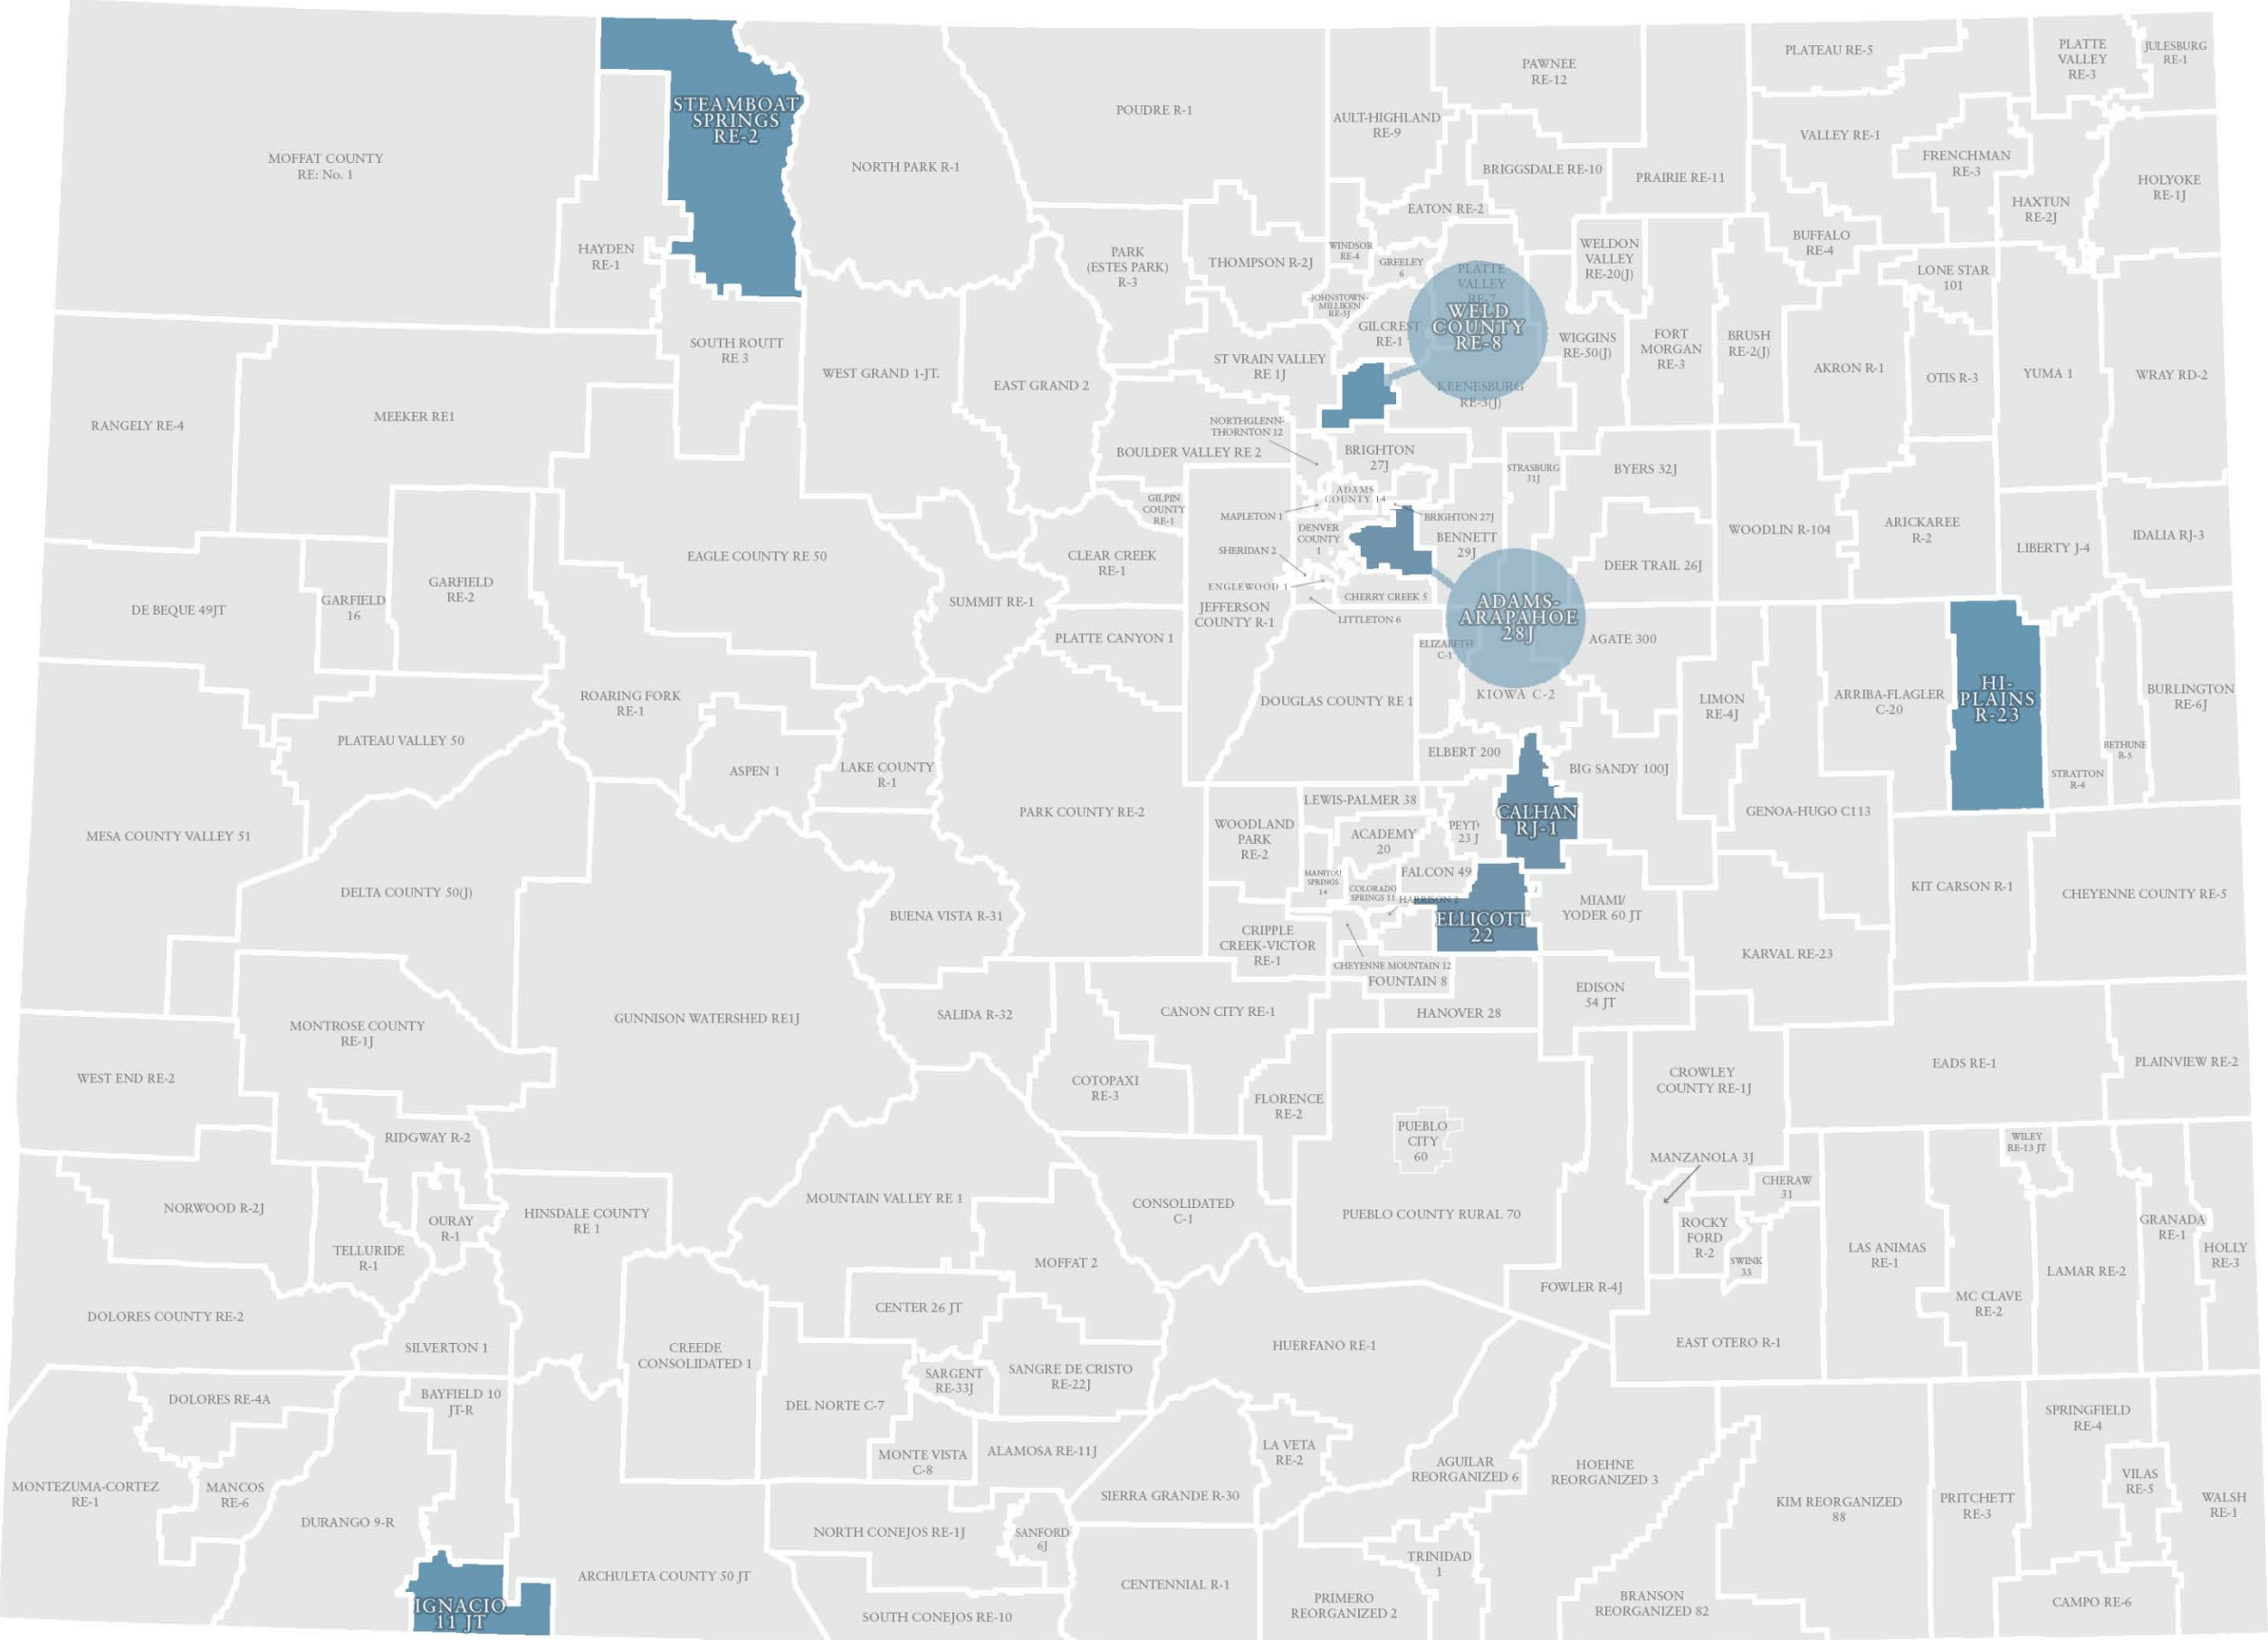 PLATEAU RE-5
PLATTE
VALLEY
RE-3
JULESBURG
RE-1
PAWNEE
RE-12
STEAMBOAT
SPRINGS
RE-2
POUDRE R-1
AULT-HIGHLAND
RE-9
VALLEY RE-1
MOFFAT COUNTY
RE: No. 1
NORTH PARK R-1
BRIGGSDALE RE-10
PRAIRIE RE-11
FRENCHMAN
RE-3
HOLYOKE
RE-1J
HAXTUN
RE-2J
EATON RE-2
HAYDEN
RE-1
PARK
(ESTES PARK)
R-3
THOMPSON R-2J
WINDSOR
RE-4
GREELEY
6
WELDON
VALLEY
RE-20(J)
BUFFALO
RE-4
LONE STAR
101
PLATTE
VALLEY
RE-7
JOHNSTOWN-
MILLIKEN
RE-5J
WELD
COUNTY
RE-8
GILCREST
RE-1
WIGGINS
RE-50(J)
FORT
MORGAN
RE-3
BRUSH
RE-2(J)
SOUTH ROUTT
RE 3
WEST GRAND 1-JT.
EAST GRAND 2
ST VRAIN VALLEY
RE 1J
AKRON R-1
OTIS R-3
YUMA 1
WRAY RD-2
KEENESBURG
RE-3(J)
RANGELY RE-4
MEEKER RE1
NORTHGLENN-
THORNTON 12
BOULDER VALLEY RE 2
BRIGHTON
27J
STRASBURG
31J
BYERS 32J
GILPIN
COUNTY
RE-1
ADAMS
COUNTY 14
MAPLETON 1
BRIGHTON 27J
DENVER
COUNTY
1
BENNETT
29J
WOODLIN R-104
ARICKAREE
R-2
LIBERTY J-4
IDALIA RJ-3
EAGLE COUNTY RE 50
CLEAR CREEK
RE-1
SHERIDAN 2
DEER TRAIL 26J
GARFIELD
RE-2
GARFIELD
16
DE BEQUE 49JT
SUMMIT RE-1
ENGLEWOOD 1
CHERRY CREEK 5
JEFFERSON
COUNTY R-1
LITTLETON 6
ADAMS-
ARAPAHOE
28J
PLATTE CANYON 1
ELIZABETH
C-1
AGATE 300
ROARING FORK
RE-1
DOUGLAS COUNTY RE 1
KIOWA C-2
LIMON
RE-4J
ARRIBA-FLAGLER
C-20
HI-
PLAINS
R-23
BURLINGTON
RE-6J
PLATEAU VALLEY 50
ASPEN 1
LAKE COUNTY
R-1
ELBERT 200
BIG SANDY 100J
BETHUNE
R-5
STRATTON
R-4
MESA COUNTY VALLEY 51
PARK COUNTY RE-2
LEWIS-PALMER 38
WOODLAND
PARK
RE-2
ACADEMY
20
23 J
CALHAN
RJ-1
GENOA-HUGO C113
DELTA COUNTY 50(J)
MANITOU
SPRINGS
14
COLORADO
SPRINGS 11
FALCON 49
HARRISON 2
KIT CARSON R-1
CHEYENNE COUNTY RE-5
BUENA VISTA R-31
ELLICOTT
22
MIAMI/
YODER 60 JT
CRIPPLE
CREEK-VICTOR
RE-1
CHEYENNE MOUNTAIN 12
FOUNTAIN 8
KARVAL RE-23
EDISON
54 JT
MONTROSE COUNTY
RE-1J
GUNNISON WATERSHED RE1J
SALIDA R-32
CANON CITY RE-1
HANOVER 28
WEST END RE-2
COTOPAXI
RE-3
FLORENCE
RE-2
CROWLEY
COUNTY RE-1J
EADS RE-1
PLAINVIEW RE-2
RIDGWAY R-2
PUEBLO
CITY
60
WILEY
RE-13 JT
MANZANOLA 3J
CHERAW
31
NORWOOD R-2J
MOUNTAIN VALLEY RE 1
CONSOLIDATED
C-1
PUEBLO COUNTY RURAL 70
HINSDALE COUNTY
RE 1
OURAY
R-1
TELLURIDE
R-1
ROCKY
FORD
R-2
GRANADA
RE-1
HOLLY
RE-3
MOFFAT 2
SWINK
33
LAS ANIMAS
RE-1
LAMAR RE-2
FOWLER R-4J
MC CLAVE
RE-2
DOLORES COUNTY RE-2
CENTER 26 JT
SILVERTON 1
CREEDE
CONSOLIDATED 1
HUERFANO RE-1
EAST OTERO R-1
SARGENT
RE-33J
SANGRE DE CRISTO
RE-22J
DOLORES RE-4A
BAYFIELD 10
JT-R
DEL NORTE C-7
SPRINGFIELD
RE-4
MONTE VISTA
C-8
ALAMOSA RE-11J
LA VETA
RE-2
AGUILAR
REORGANIZED 6
HOEHNE
REORGANIZED 3
MONTEZUMA-CORTEZ
RE-1
MANCOS
RE-6
SIERRA GRANDE R-30
KIM REORGANIZED
88
PRITCHETT
RE-3
VILAS
RE-5
WALSH
RE-1
DURANGO 9-R
NORTH CONEJOS RE-1J
SANFORD
6J
TRINIDAD
1
ARCHULETA COUNTY 50 JT
CENTENNIAL R-1
PRIMERO
REORGANIZED 2
BRANSON
REORGANIZED 82
CAMPO RE-6
IGNACIO
11 JT
SOUTH CONEJOS RE-10